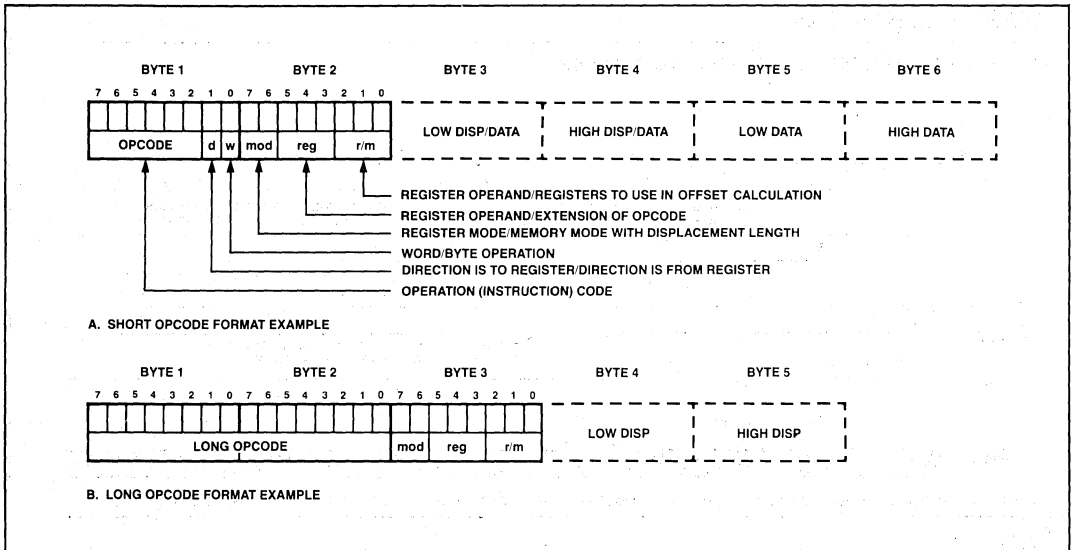 BYTE 1 BYTE 2 BYTE 3 BYTE 4 BYTE 5 BYTE 6
7 6 5 4 3 2 1 0 7 6 5 4 3 2 1 0
LOW DISP/DATA HIGH DISP/DATA LOW DATA HIGH DATA
OPCODE d w mod reg r/m
REGISTER OPERAND/REGISTERS TO USE IN OFFSET CALCULATION
REGISTER OPERAND/EXTENSION OF OPCODE
REGISTER MODE/MEMORY MODE WITH DISPLACEMENT LENGTH
WORD/BYTE OPERATION
DIRECTION IS TO REGISTER/DIRECTION IS FROM REGISTER
OPERATION (INSTRUCTION) CODE
A. SHORT OPCODE FORMAT EXAMPLE
BYTE 1 BYTE 2 BYTE 3 BYTE 4 BYTE 5
7 6 5 4 3 2 1 0 7 6 5 4 3 2 1 0 7 6 5 4 3 2 1 0
LOW DISP HIGH DISP
LONG OPCODE mod reg r/m
B. LONG OPCODE FORMAT EXAMPLE